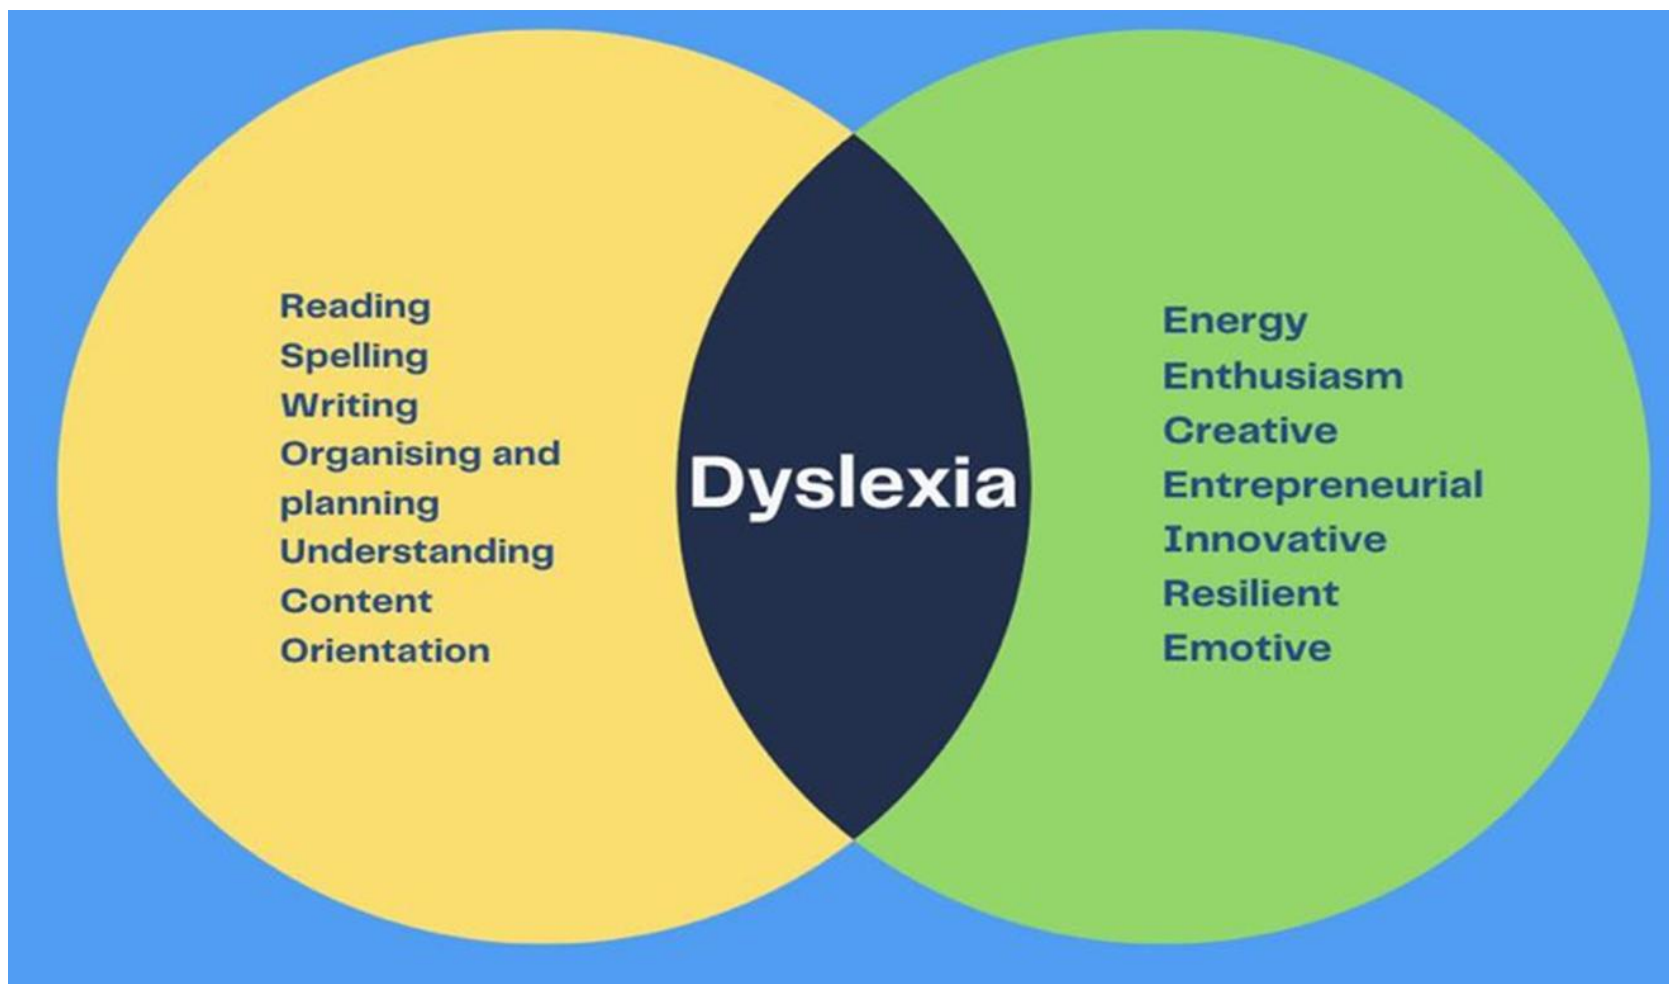 Reading
Spelling
Writing
Organising and
planning
Understanding
Content
Orientation
Dyslexia
Energy
Enthusiasm
Creative
Entrepreneurial
Innovative
Resilient
Emotive